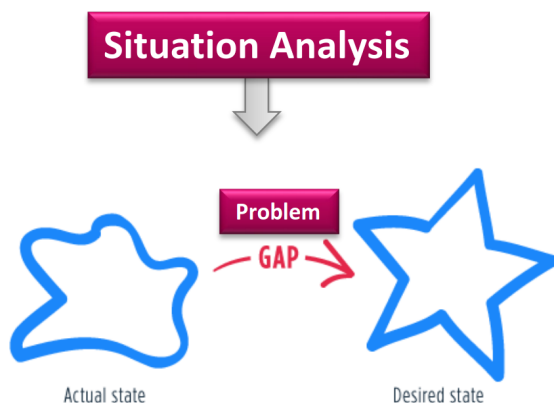 Situation Analysis
Problem
GAP
Actual state
Desired state